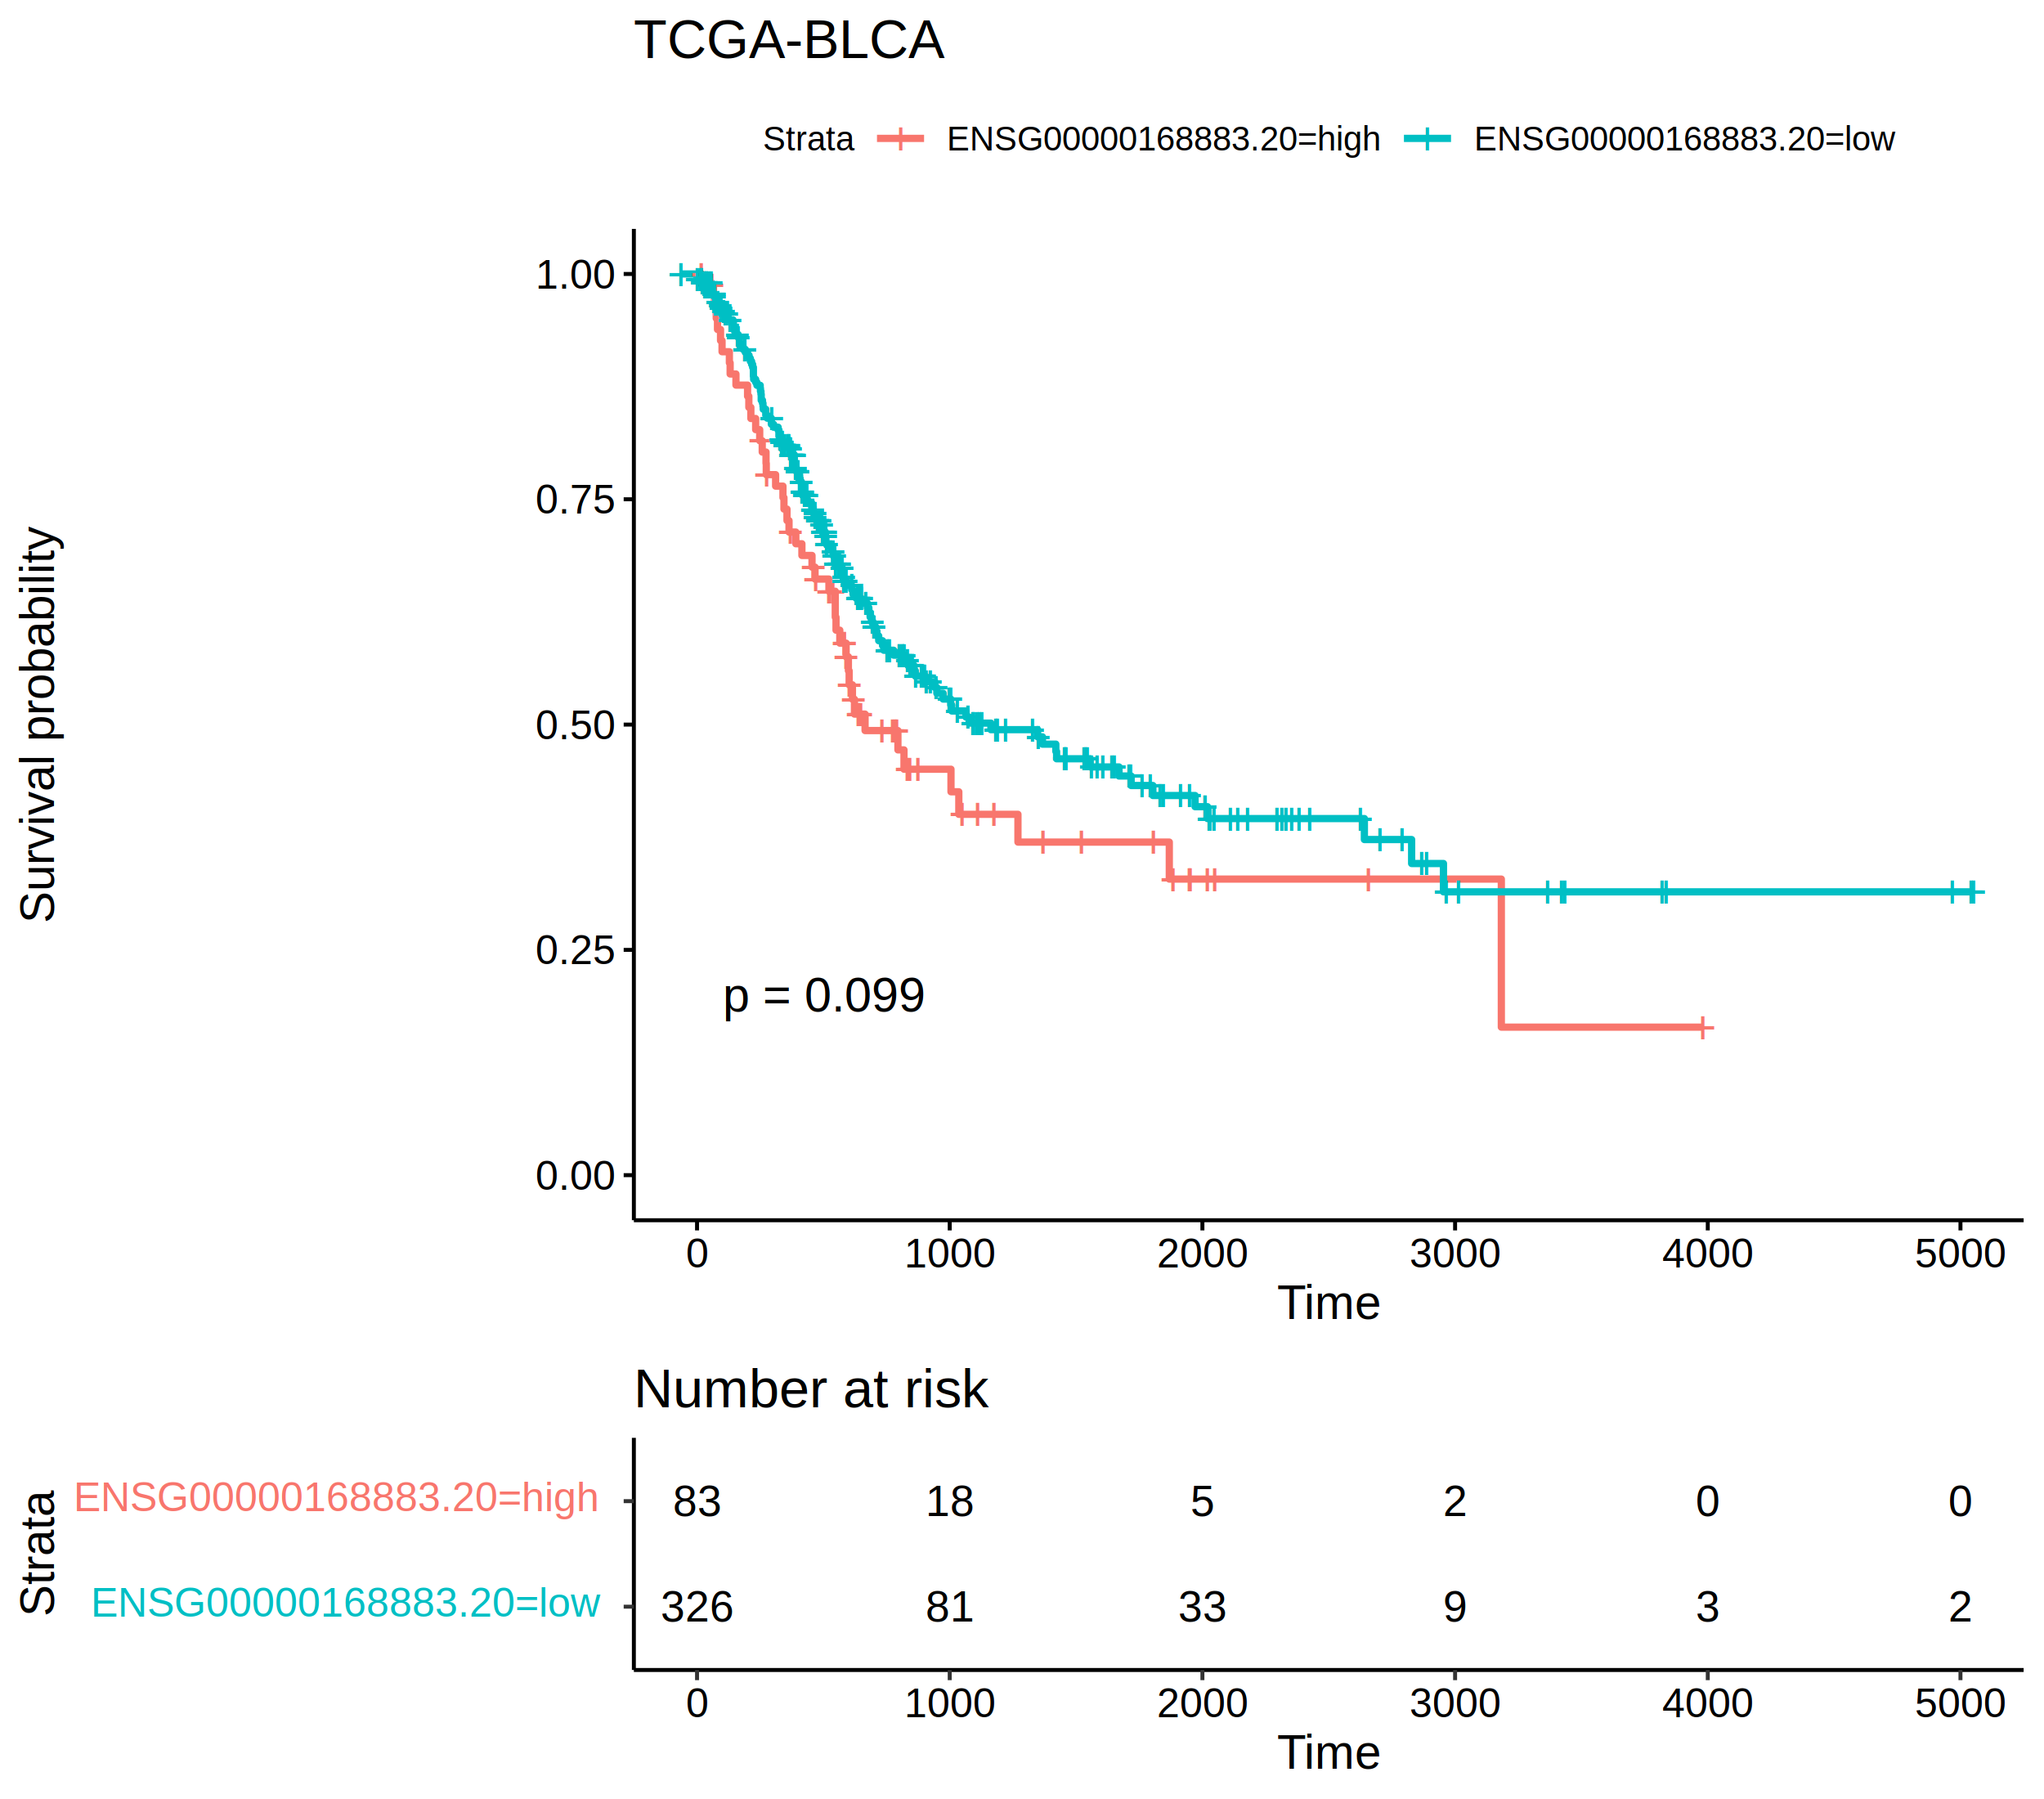 TCGA-BLCA
Strata ENSG00000168883.20=high ENSG00000168883.20=low
Survival probability
1.00
0.75
0.50
0.25
0.00
p = 0.099
0 1000 2000 3000 4000 5000
Time
Number at risk
Strata
ENSG00000168883.20=high 83 18 5 2 0 0
ENSG00000168883.20=low 326 81 33 9 3 2
0 1000 2000 3000 4000 5000
Time